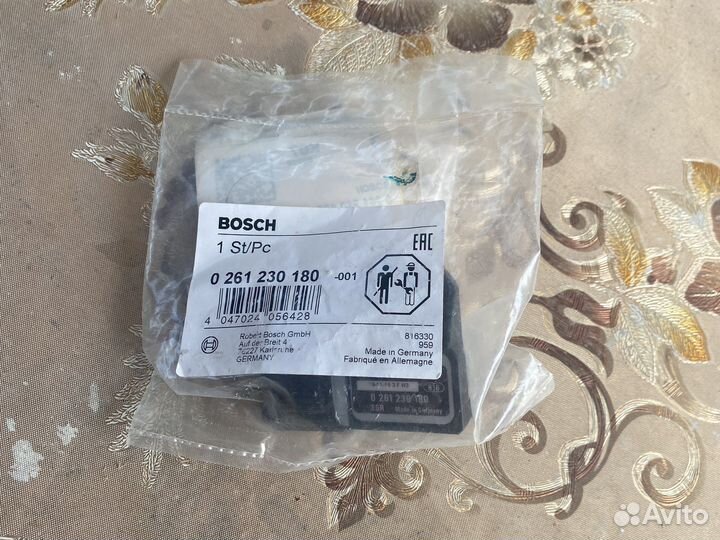 BOSCH
1 St/Pc
EAC
0 261 230 180 -001
4 047024 056428
Robert Bosch GmbH
Auf der Breit 4
76227 Karlsruhe
GERMANY
816330
959
Made in Germany
Fabriqué en Allemagne
0 261 230 180
Made in Germany
Avito